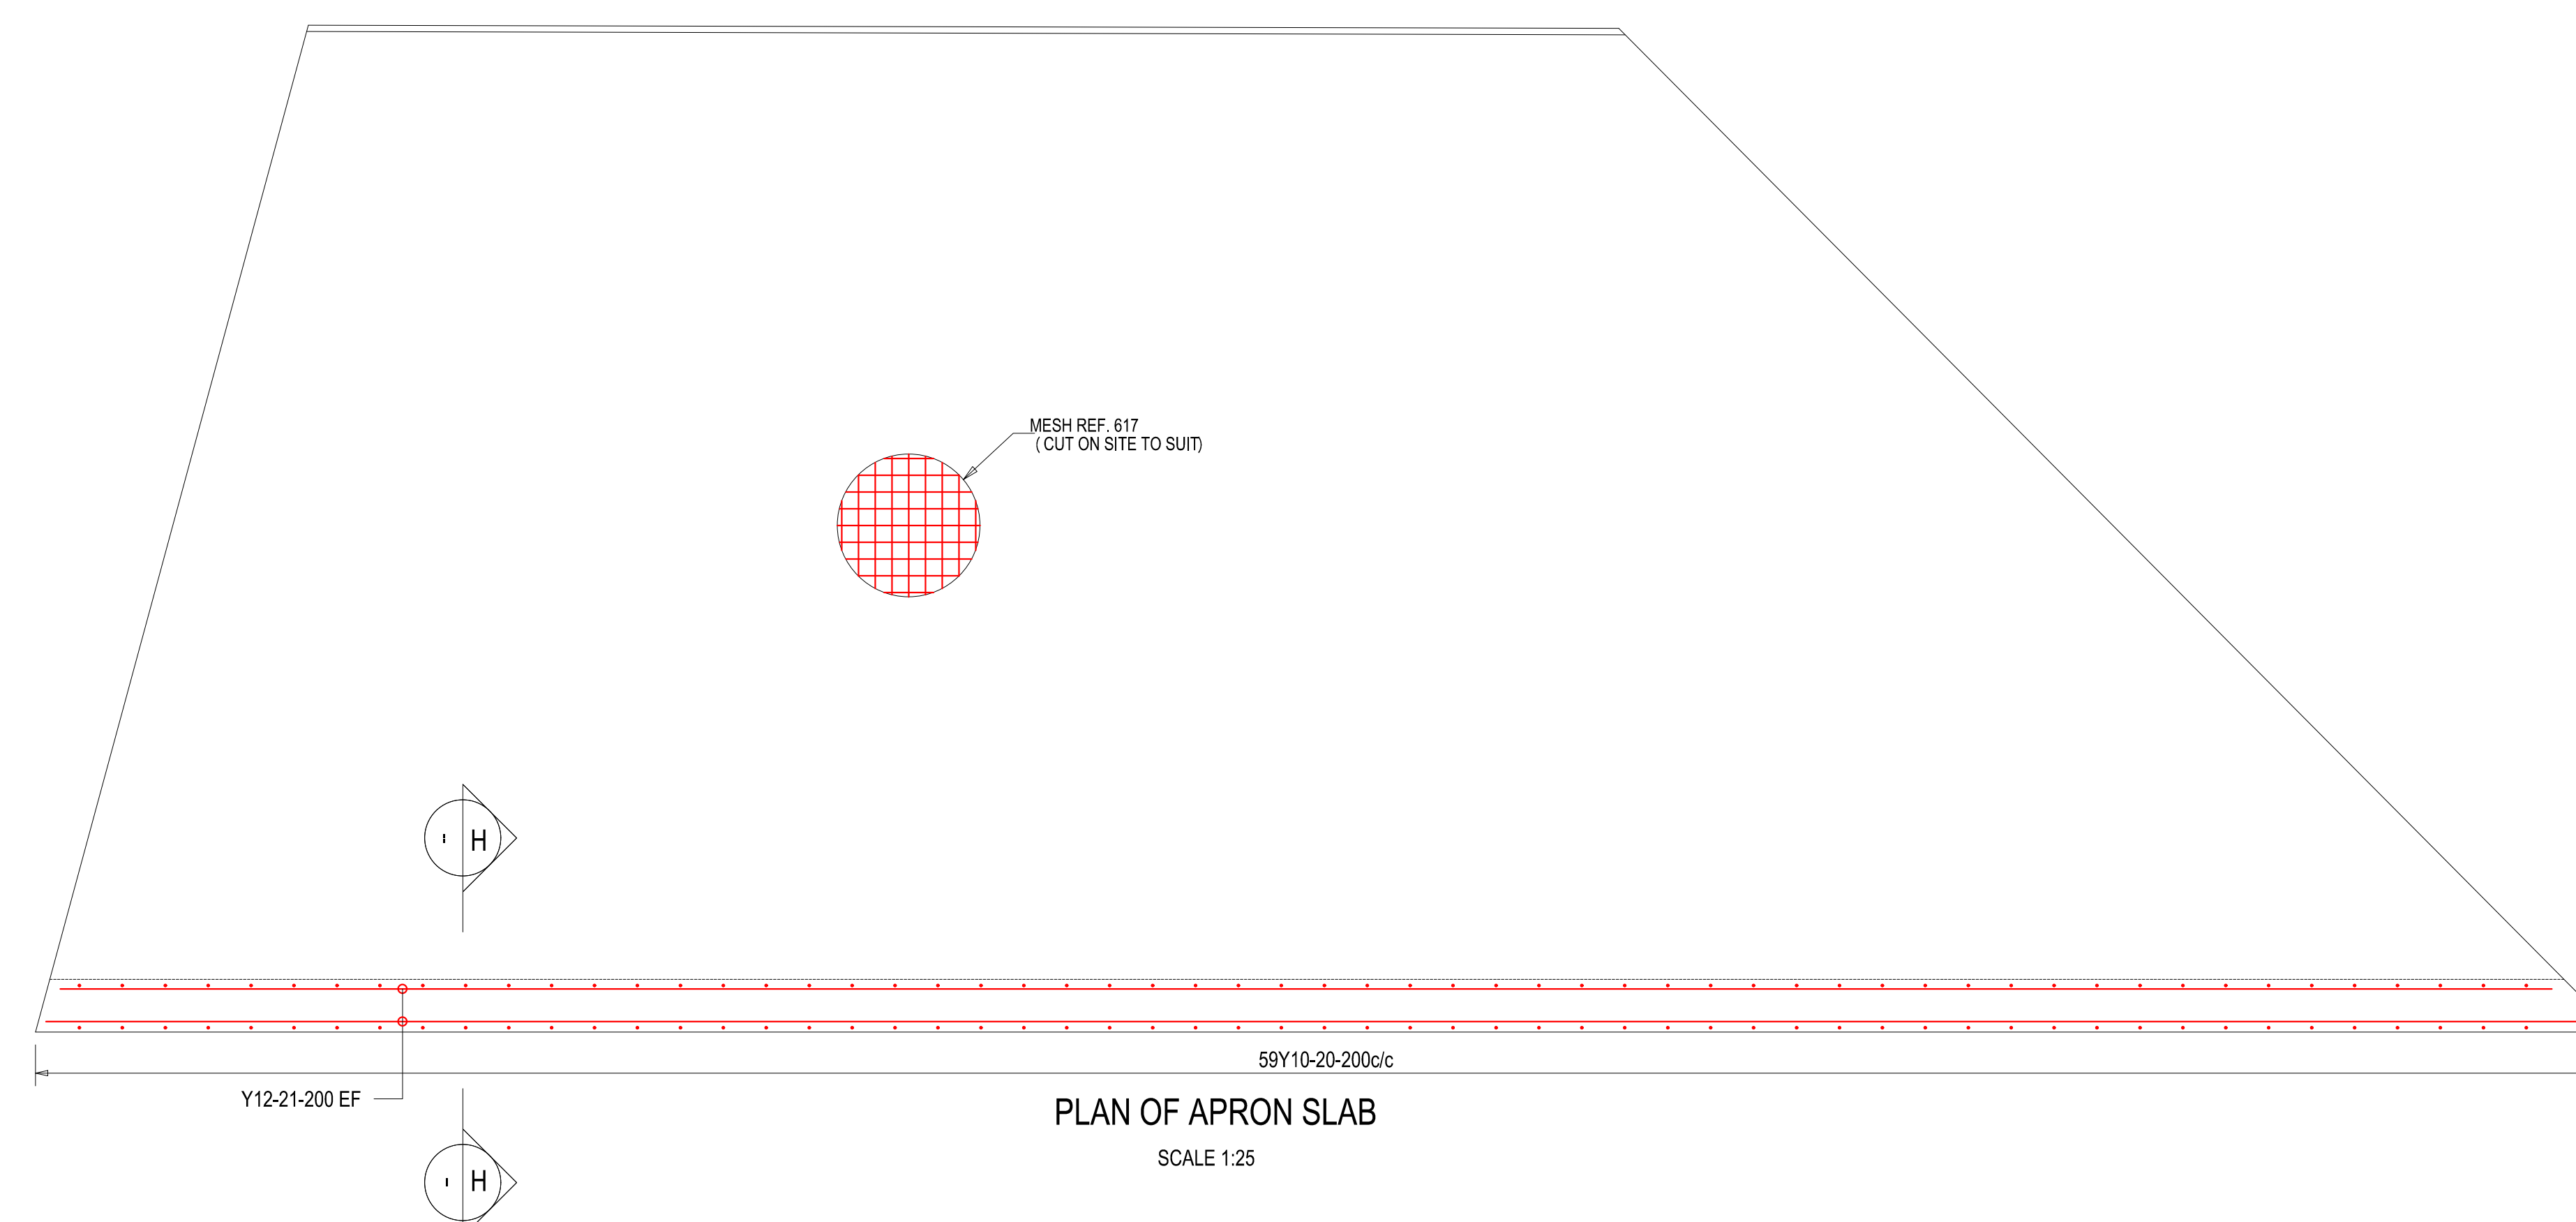 MESH REF. 617
( CUT ON SITE TO SUIT)
H
59Y10-20-200c/c
Y12-21-200 EF
PLAN OF APRON SLAB
SCALE 1:25
H